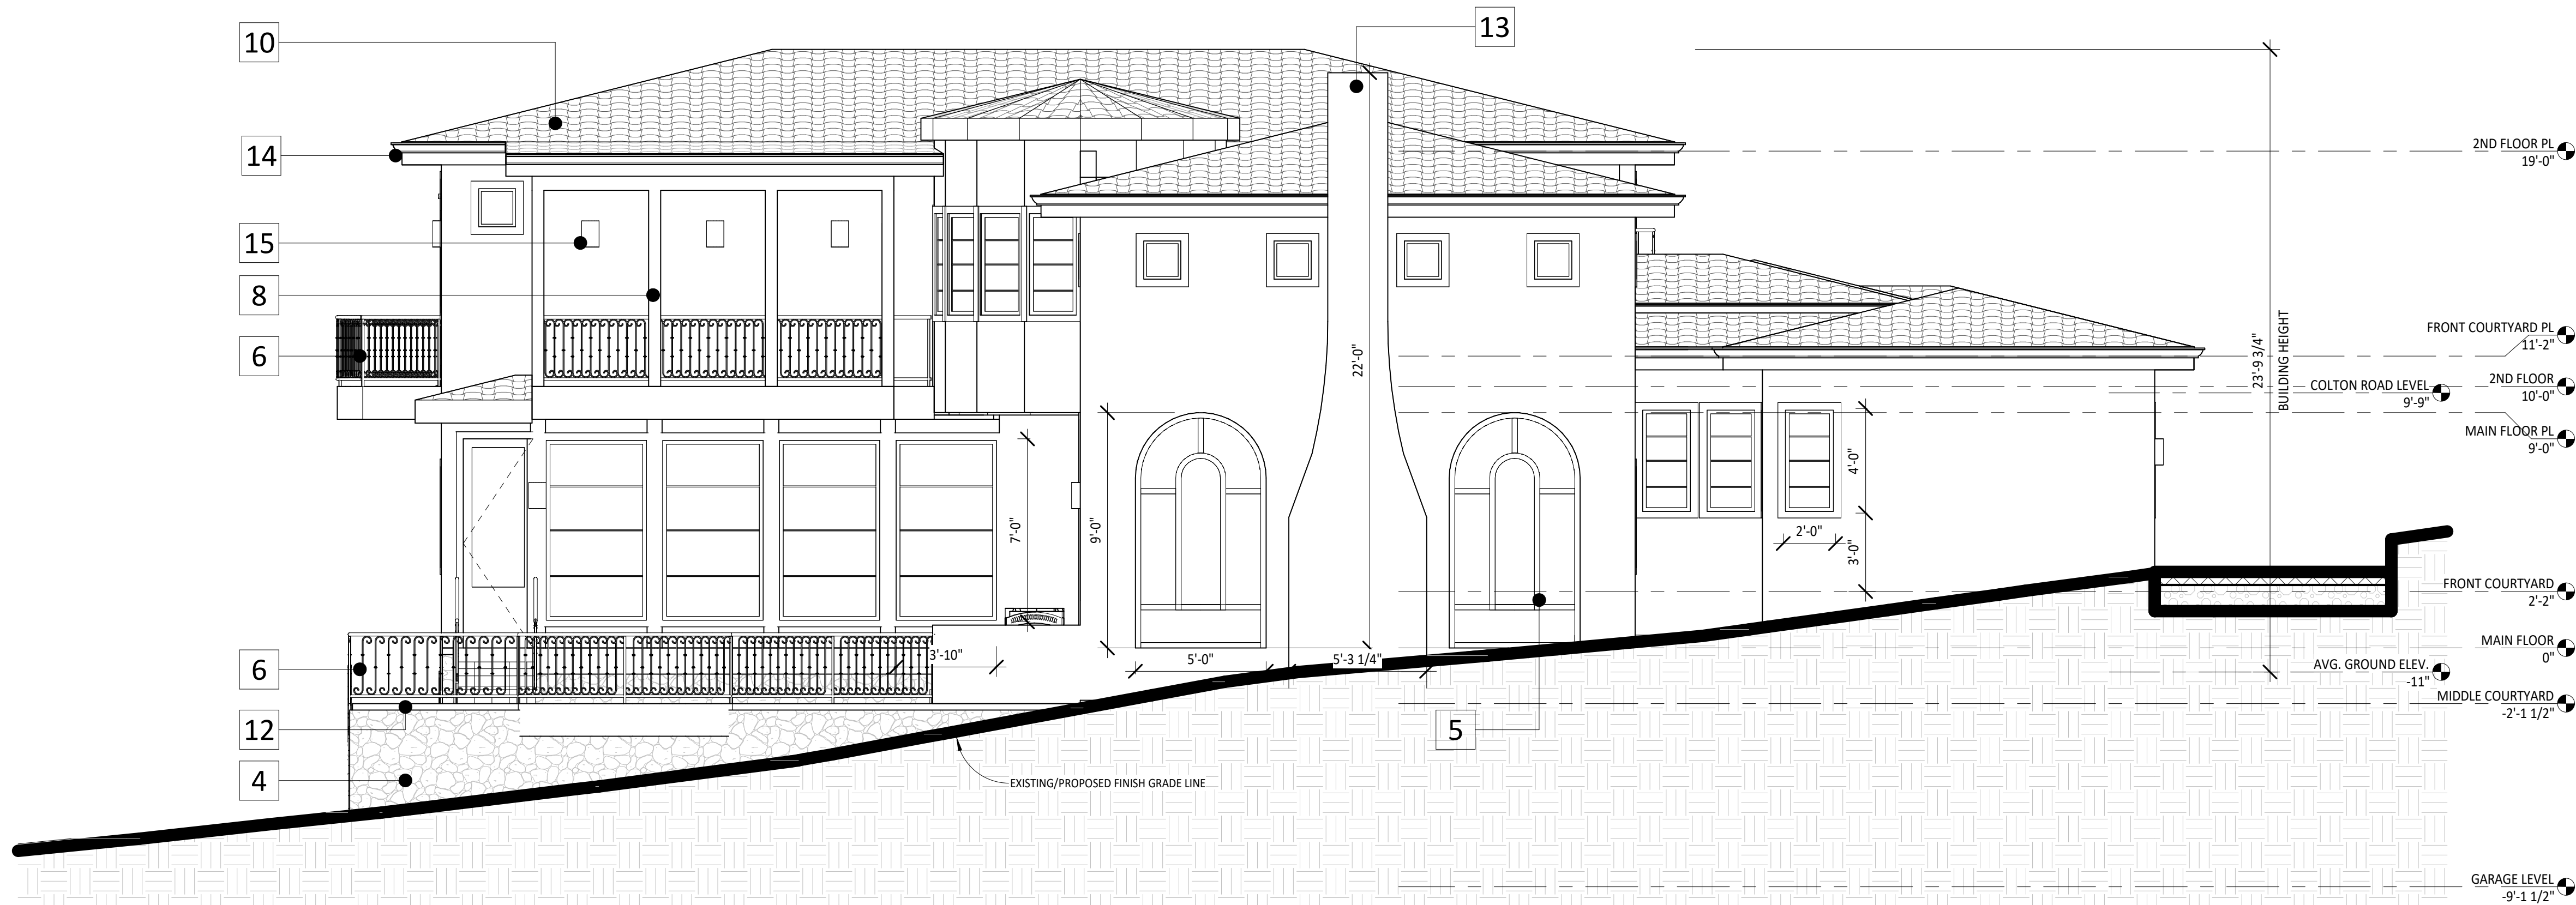 10
13
14
15
8
6
6
12
4
5
22'-0"
7'-0"
9'-0"
3'-10"
5'-0"
5'-3 1/4"
4'-0"
2'-0"
3'-0"
23'-9 3/4"
BUILDING HEIGHT
EXISTING/PROPOSED FINISH GRADE LINE
2ND FLOOR PL
19'-0"
FRONT COURTYARD PL
11'-2"
COLTON ROAD LEVEL
9'-9"
2ND FLOOR
10'-0"
MAIN FLOOR PL
9'-0"
FRONT COURTYARD
2'-2"
MAIN FLOOR
0"
AVG. GROUND ELEV.
-11"
MIDDLE COURTYARD
-2'-1 1/2"
GARAGE LEVEL
-9'-1 1/2"